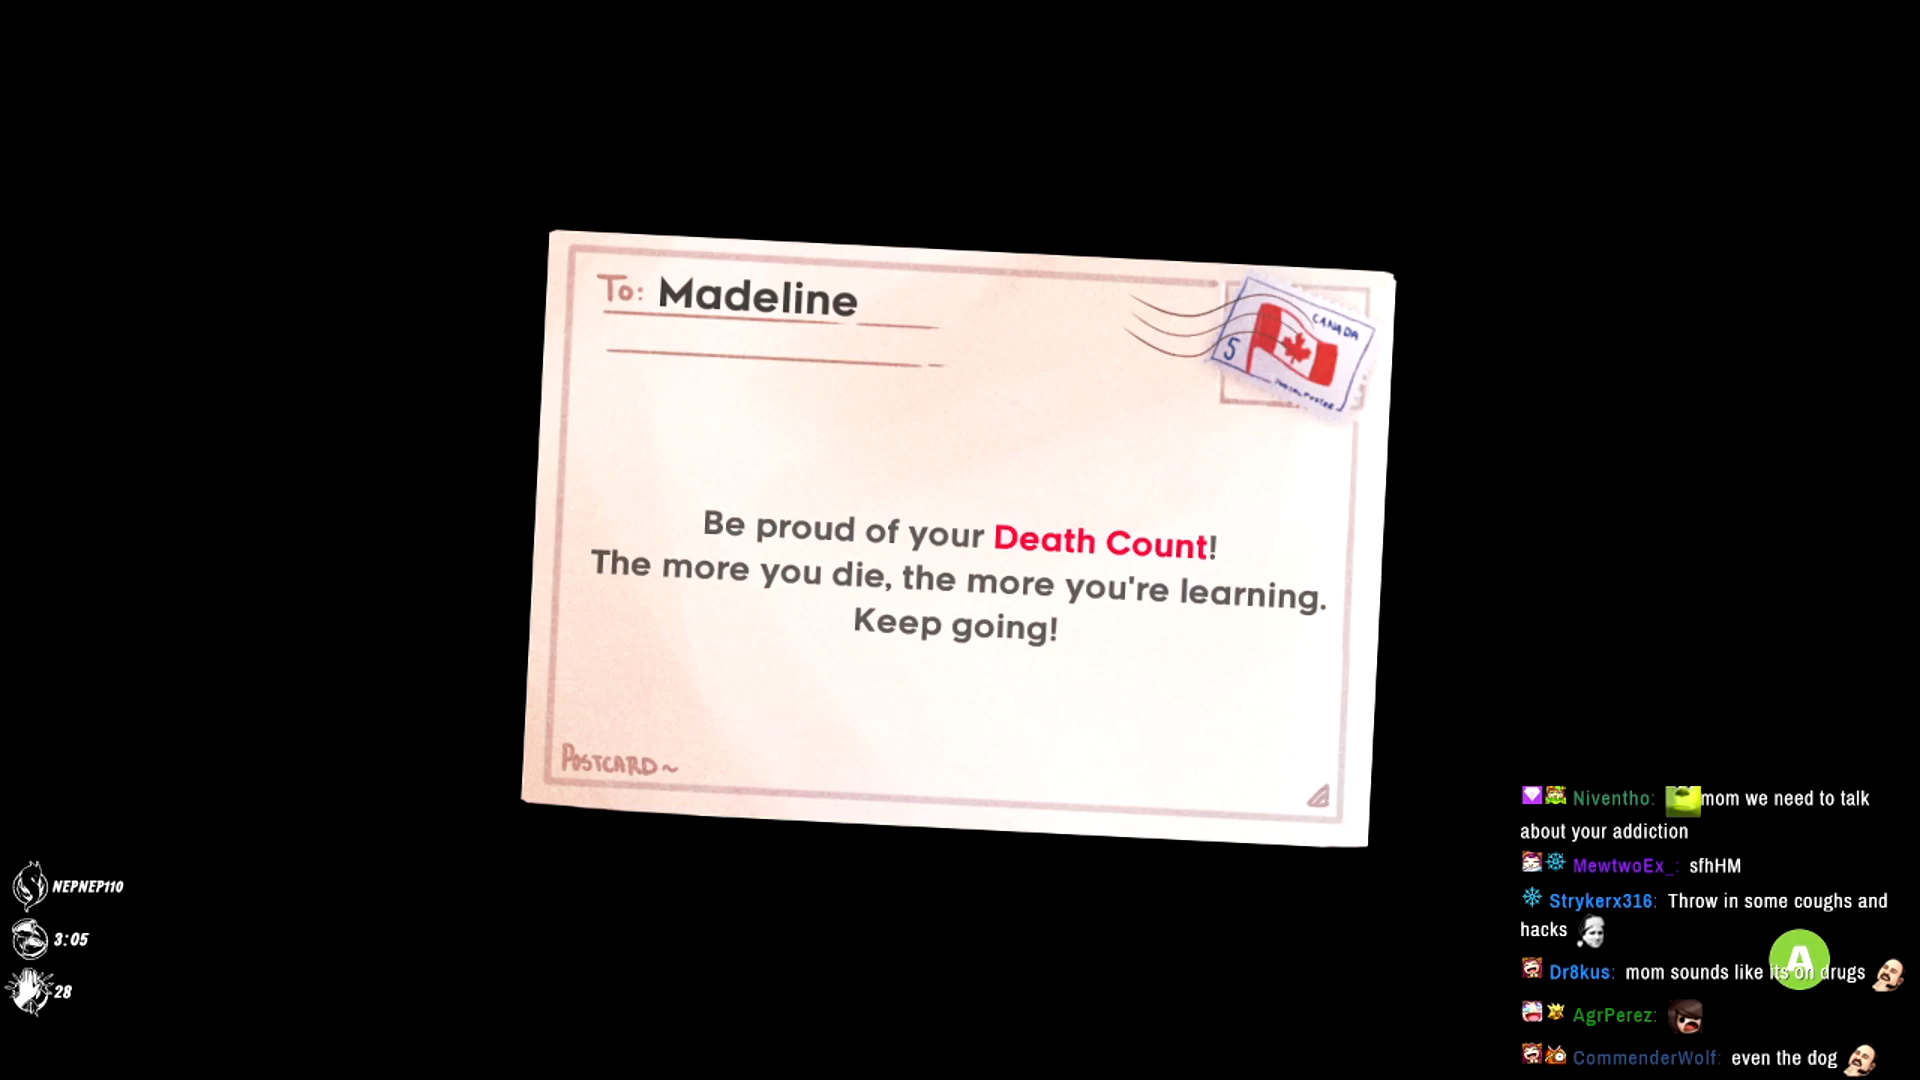 To: Madeline
CANADA
5
Be proud of your Death Count!
The more you die, the more you're learning.
Keep going!
POSTCARD~
NEPNEP110
3:05
28
Niventho: mom we need to talk
about your addiction
MewtwoEx_: sfhHM
Strykerx316: Throw in some coughs and
hacks
A
Dr8kus: mom sounds like its on drugs
AgrPerez:
CommenderWolf: even the dog